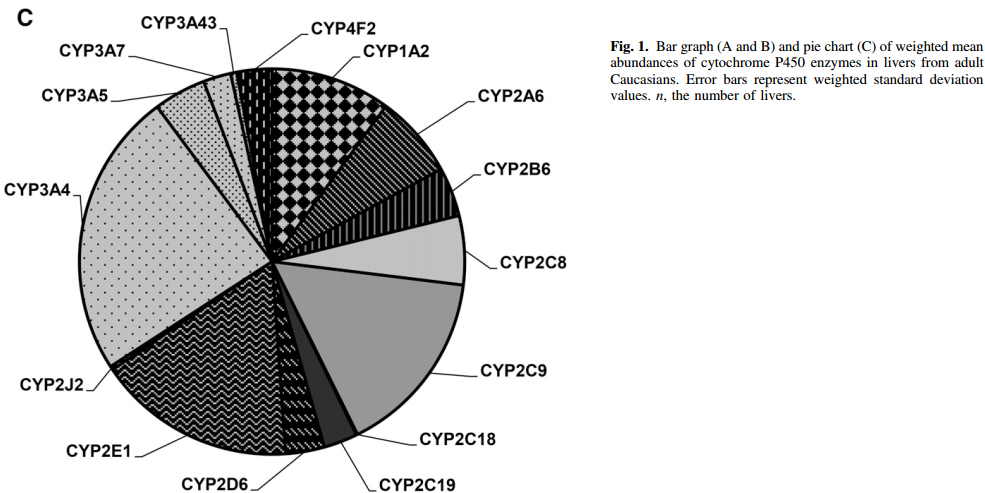 C
CYP3A43
CYP4F2
CYP3A7
CYP1A2
CYP3A5
CYP2A6
CYP2B6
CYP3A4
CYP2C8
CYP2C9
CYP2J2
CYP2C18
CYP2E1
CYP2D6
CYP2C19
Fig. 1. Bar graph (A and B) and pie chart (C) of weighted mean
abundances of cytochrome P450 enzymes in livers from adult
Caucasians. Error bars represent weighted standard deviation
values. n, the number of livers.